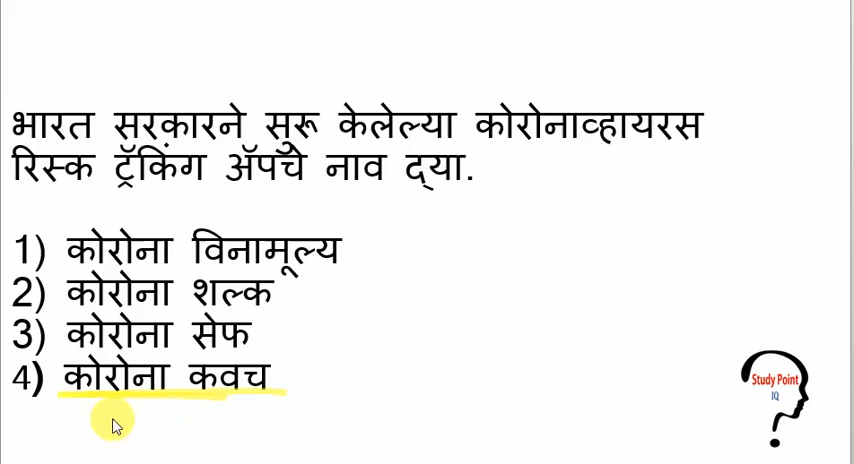 भारत सरकारने सुरू केलेल्या कोरोनाव्हायरस
रिस्क ट्रॅकिंग ॲपचे नाव द्या.
1) कोरोना विनामूल्य
2) कोरोना शल्क
3) कोरोना सेफ
4) कोरोना कवच
Study Point
IQ